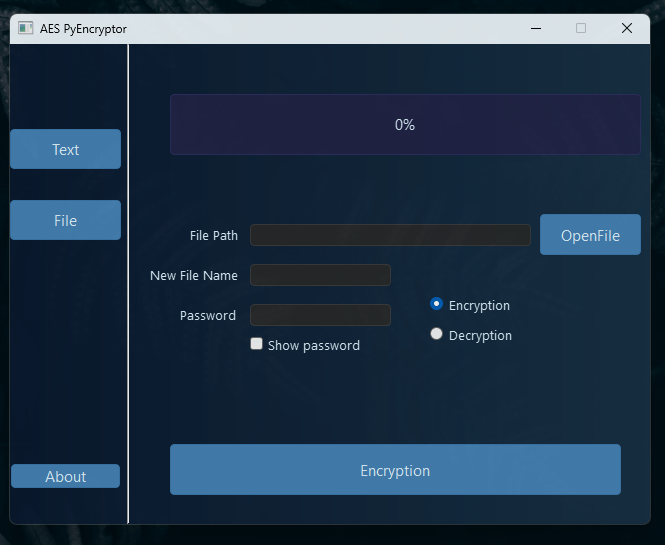 AES PyEncryptor
0%
Text
File
File Path
OpenFile
New File Name
Password
Encryption
Show password
Decryption
Encryption
About